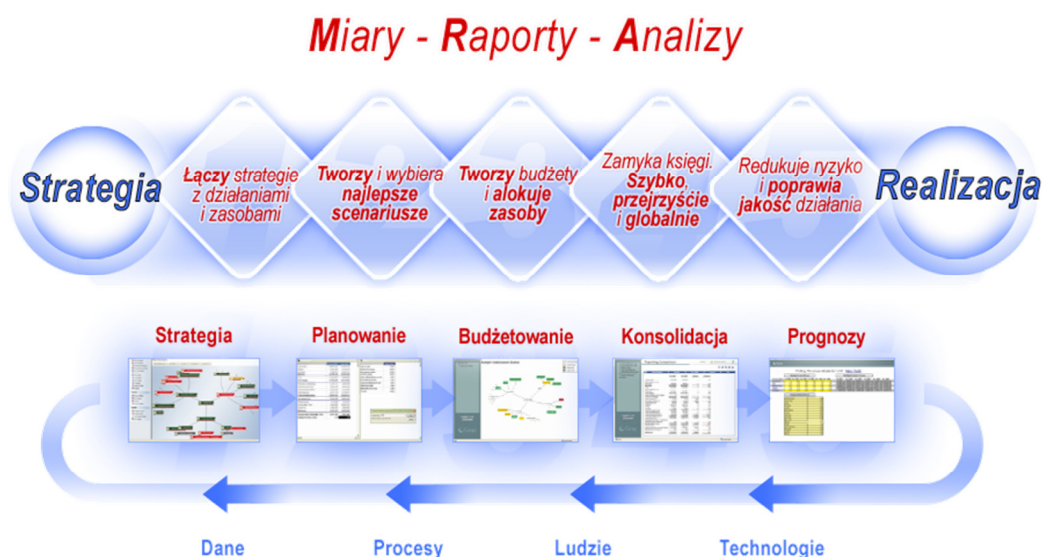 Miary - Raporty - Analizy
Strategia
Łączy strategie
z działaniami
i zasobami
Tworzy i wybiera
najlepsze
scenariusze
Tworzy budżety
i alokuje
zasoby
Zamyka księgi.
Szybko,
przejrzyście
i globalnie
Redukuje ryzyko
i poprawia
jakość działania
Realizacja
Strategia
Planowanie
Budżetowanie
Konsolidacja
Prognozy
Dane
Procesy
Ludzie
Technologie